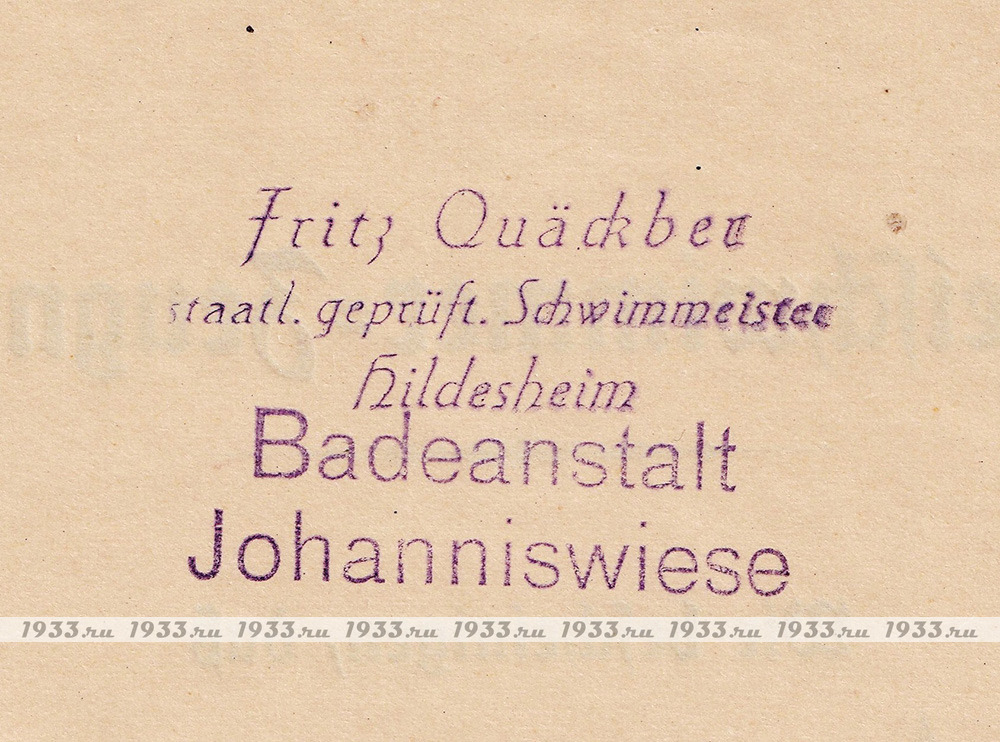 Fritz Quäckber
staatl. geprüft. Schwimmeister
Hildesheim
Badeanstalt
Johanniswiese
1933.ru 1933.ru 1933.ru 1933.ru 1933.ru 1933.ru 1933.ru 1933.ru 1933.ru